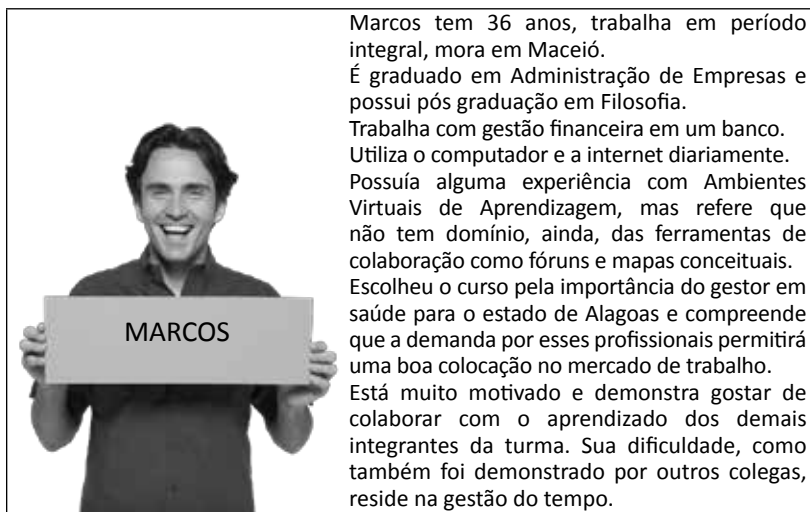 Marcos tem 36 anos, trabalha em período
integral, mora em Maceió.
É graduado em Administração de Empresas e
possui pós graduação em Filosofia.
Trabalha com gestão financeira em um banco.
Utiliza o computador e a internet diariamente.
Possuía alguma experiência com Ambientes
Virtuais de Aprendizagem, mas refere que
não tem domínio, ainda, das ferramentas de
colaboração como fóruns e mapas conceituais.
Escolheu o curso pela importância do gestor em
saúde para o estado de Alagoas e compreende
que a demanda por esses profissionais permitirá
uma boa colocação no mercado de trabalho.
Está muito motivado e demonstra gostar de
colaborar com o aprendizado dos demais
integrantes da turma. Sua dificuldade, como
também foi demonstrado por outros colegas,
reside na gestão do tempo.
MARCOS